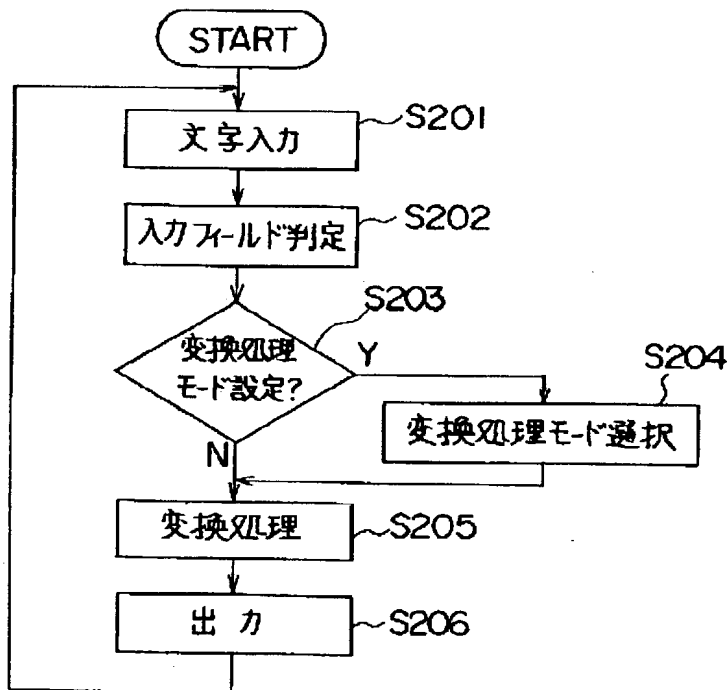 START
文字入力
S201
入力フィールド判定
S202
S203
変換処理
モード設定?
Y
S204
変換処理モード選択
N
変換処理
S205
出力
S206